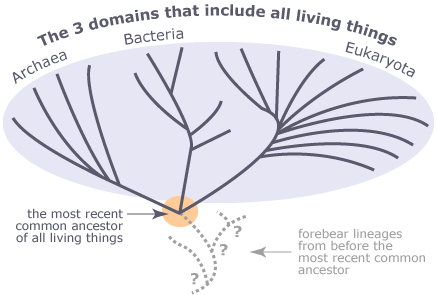 The 3 domains that include all living things
Archaea
Bacteria
Eukaryota
the most recent
common ancestor
of all living things
?
?
?
forebear lineages
from before the
most recent common
ancestor